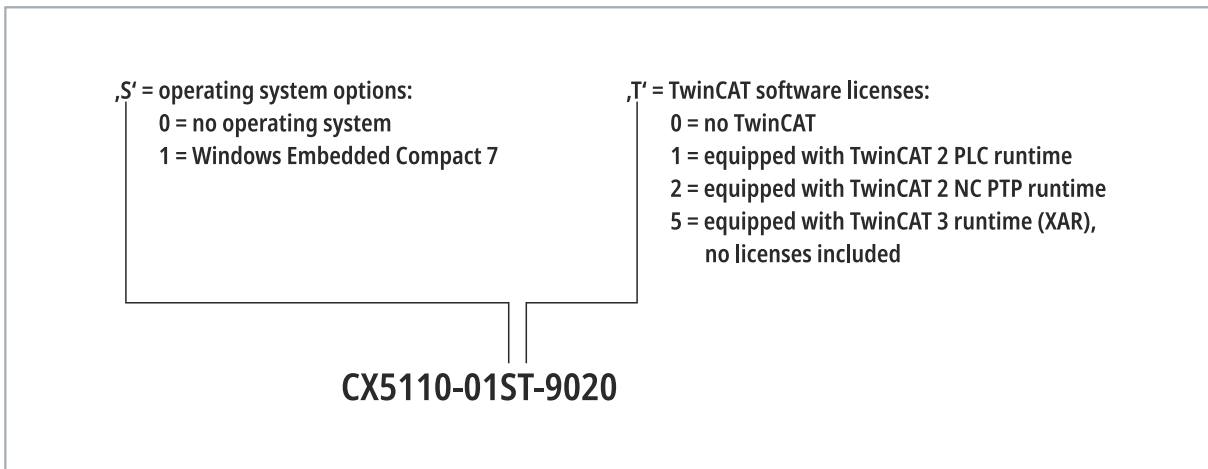 ‚S‘ = operating system options:
0 = no operating system
1 = Windows Embedded Compact 7
‚T‘ = TwinCAT software licenses:
0 = no TwinCAT
1 = equipped with TwinCAT 2 PLC runtime
2 = equipped with TwinCAT 2 NC PTP runtime
5 = equipped with TwinCAT 3 runtime (XAR),
no licenses included
CX5110-01ST-9020